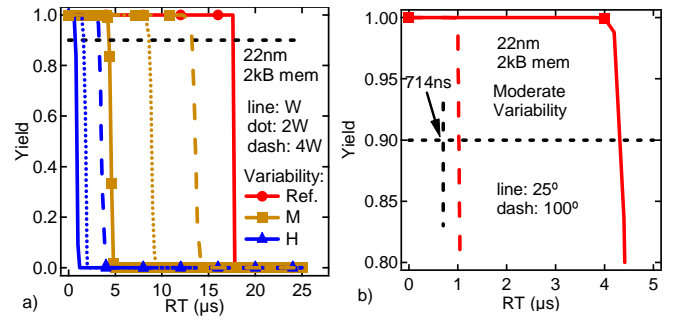 1.0
0.8
0.6
0.4
0.2
0.0
Yield
22nm
2kB mem
line: W
dot: 2W
dash: 4W
Variability:
Ref.
M
H
0 5 10 15 20 25
a) RT (µs)
1.00
0.95
0.90
0.85
0.80
Yield
22nm
2kB mem
Moderate
Variability
714ns
line: 25º
dash: 100º
0 1 2 3 4 5
b) RT (µs)